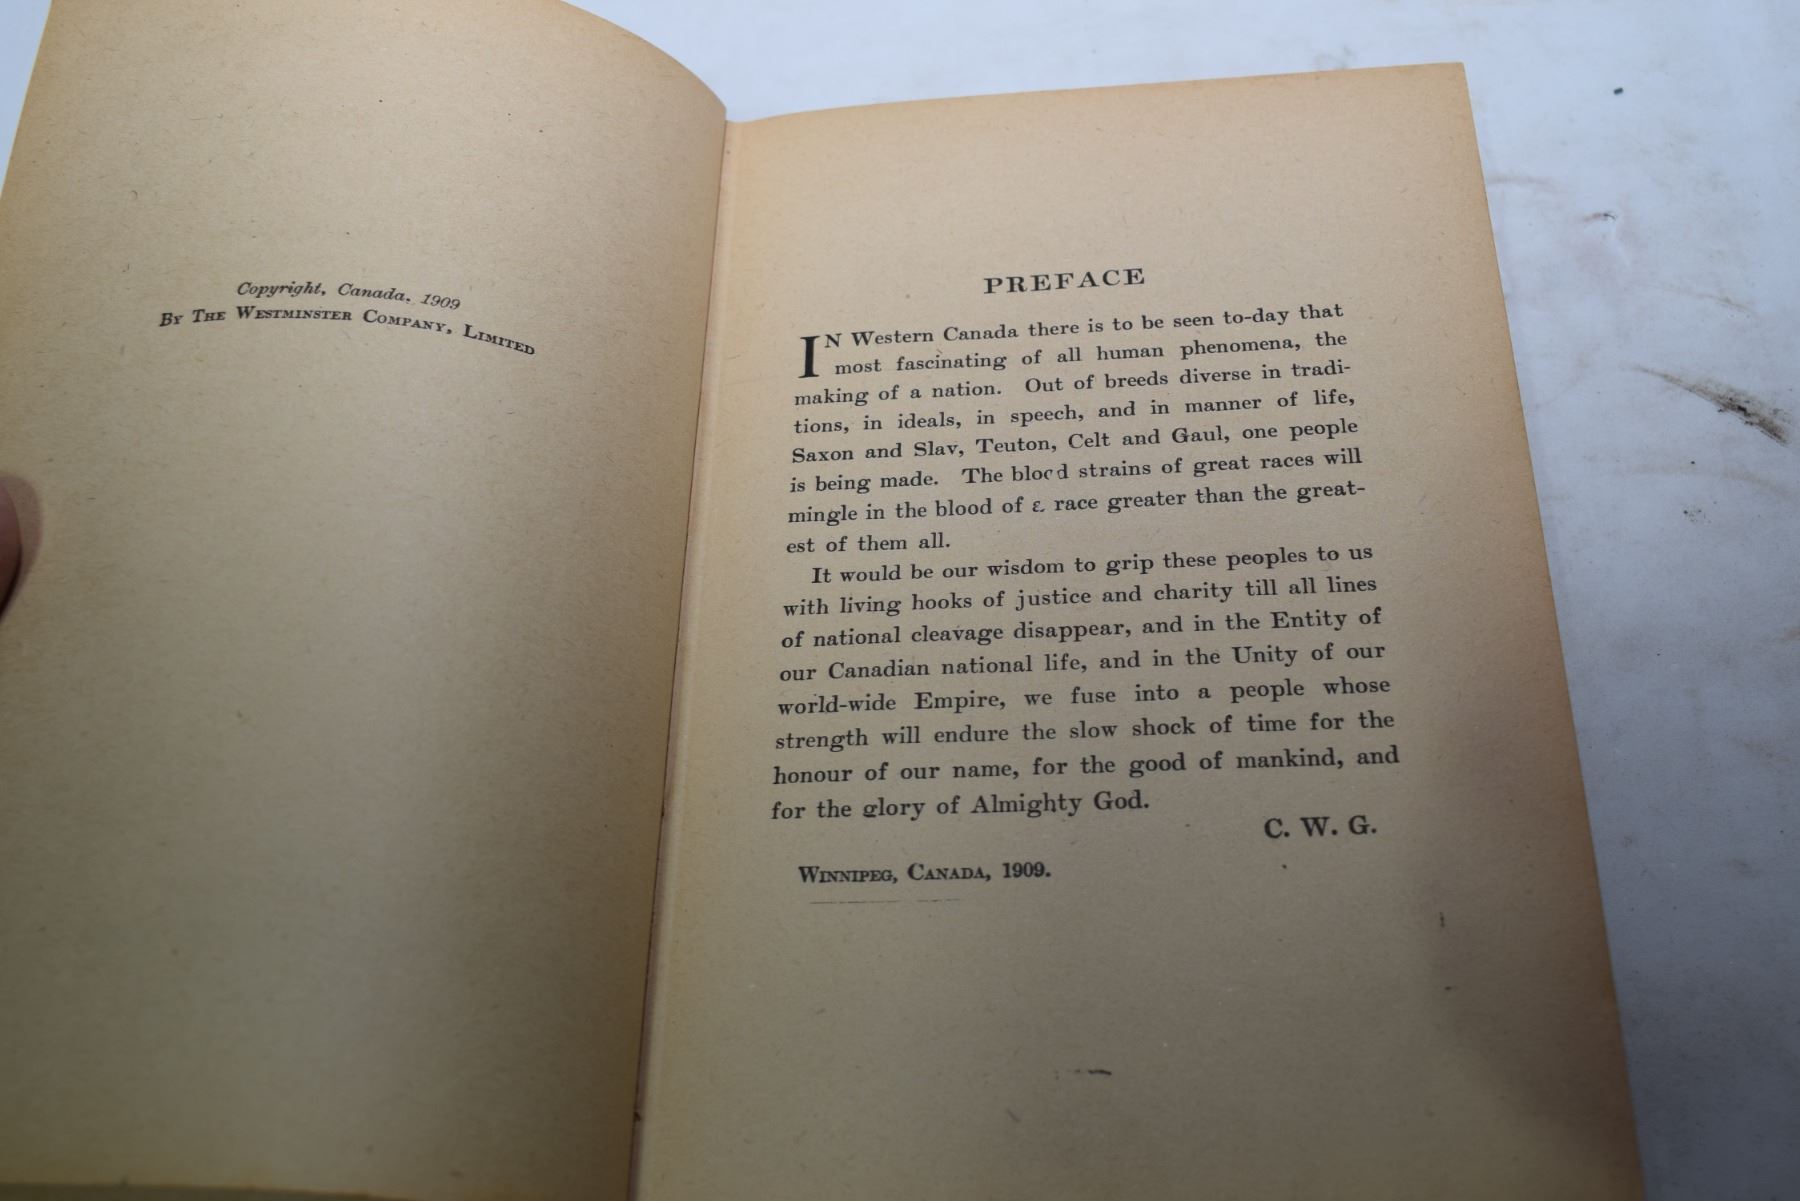 Copyright, Canada, 1909
By The Westminster Company, Limited
PREFACE
In Western Canada there is to be seen to-day that
most fascinating of all human phenomena, the
making of a nation. Out of breeds diverse in tradi-
tions, in ideals, in speech, and in manner of life,
Saxon and Slav, Teuton, Celt and Gaul, one people
is being made. The blood strains of great races will
mingle in the blood of a race greater than the great-
est of them all.
It would be our wisdom to grip these peoples to us
with living hooks of justice and charity till all lines
of national cleavage disappear, and in the Entity of
our Canadian national life, and in the Unity of our
world-wide Empire, we fuse into a people whose
strength will endure the slow shock of time for the
honour of our name, for the good of mankind, and
for the glory of Almighty God.
C. W. G.
Winnipeg, Canada, 1909.